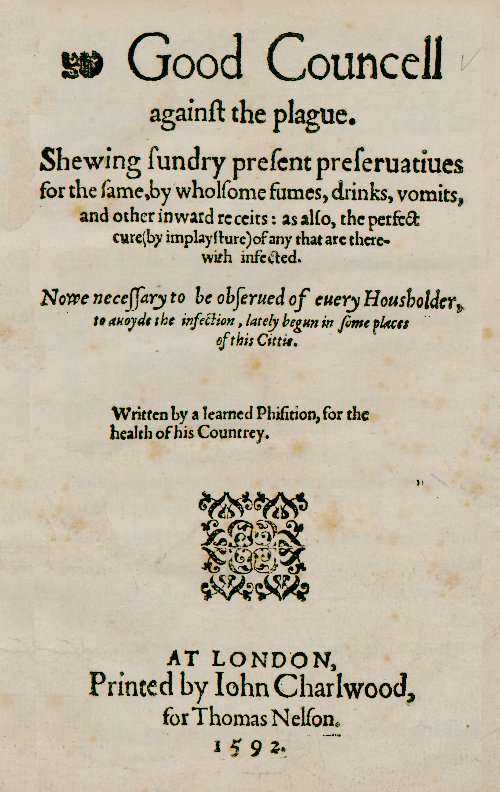 Good Councell
againſt the plague.
Shewing ſundry preſent preſeruatiues
for the ſame, by wholſome fumes, drinks, vomits,
and other inward receits: as alſo, the perfect
cure (by implayſture) of any that are there-
with infected.
Nowe neceſſary to be obſerued of euery Houſholder,
to auoyde the infection, lately begun in ſome places
of this Cittie.
Written by a learned Phiſition, for the
health of his Countrey.
AT LONDON,
Printed by Iohn Charlwood,
for Thomas Nelſon.
1592.